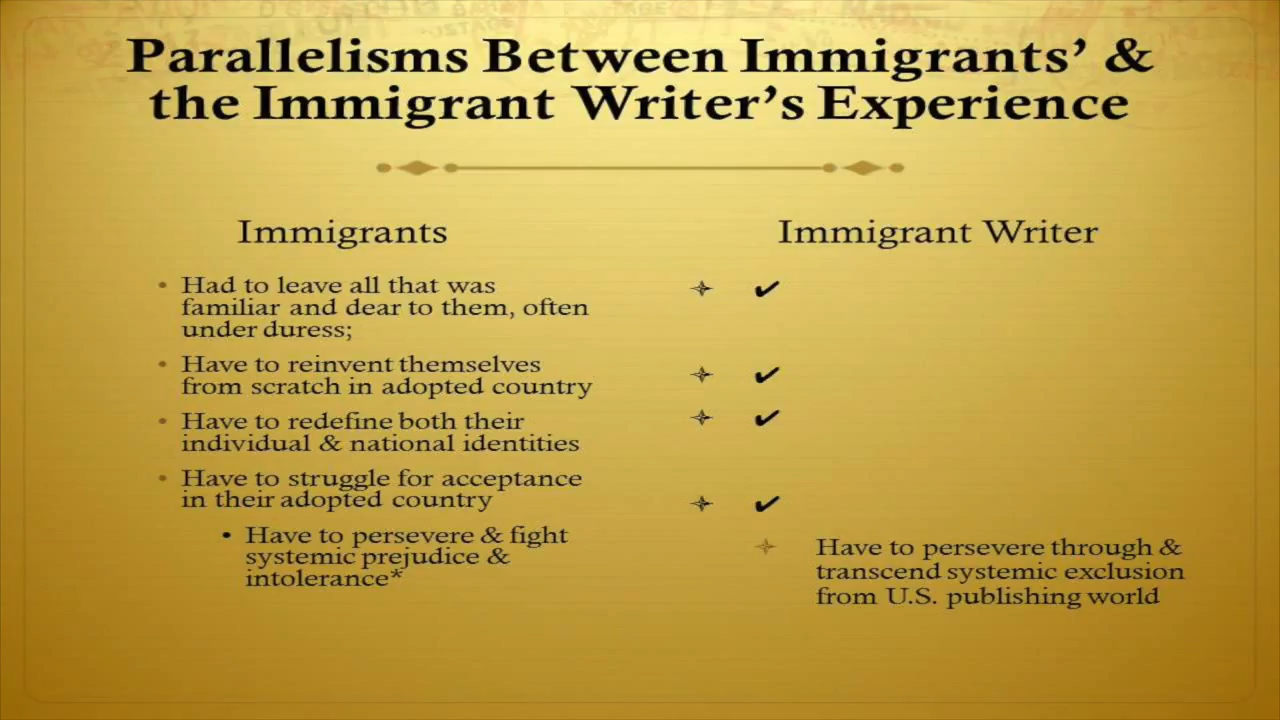 Parallelisms Between Immigrants’ &
the Immigrant Writer’s Experience
Immigrants
• Had to leave all that was
familiar and dear to them, often
under duress;
• Have to reinvent themselves
from scratch in adopted country
• Have to redefine both their
individual & national identities
• Have to struggle for acceptance
in their adopted country
• Have to persevere & fight
systemic prejudice &
intolerance*
Immigrant Writer
✓
✓
✓
✓
Have to persevere through &
transcend systemic exclusion
from U.S. publishing world